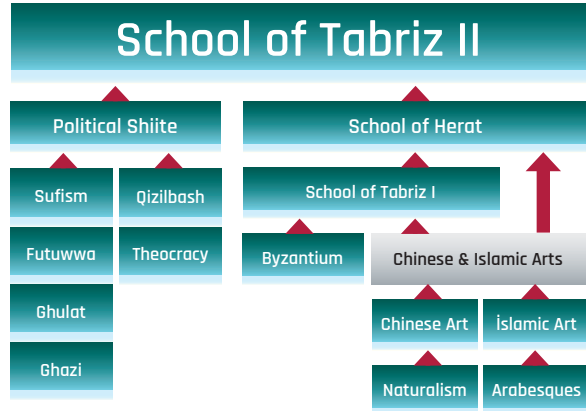 School of Tabriz II
Political Shiite
School of Herat
Sufism
Qizilbash
School of Tabriz I
Futuwwa
Theocracy
Byzantium
Chinese & Islamic Arts
Ghulat
Chinese Art
İslamic Art
Ghazi
Naturalism
Arabesques